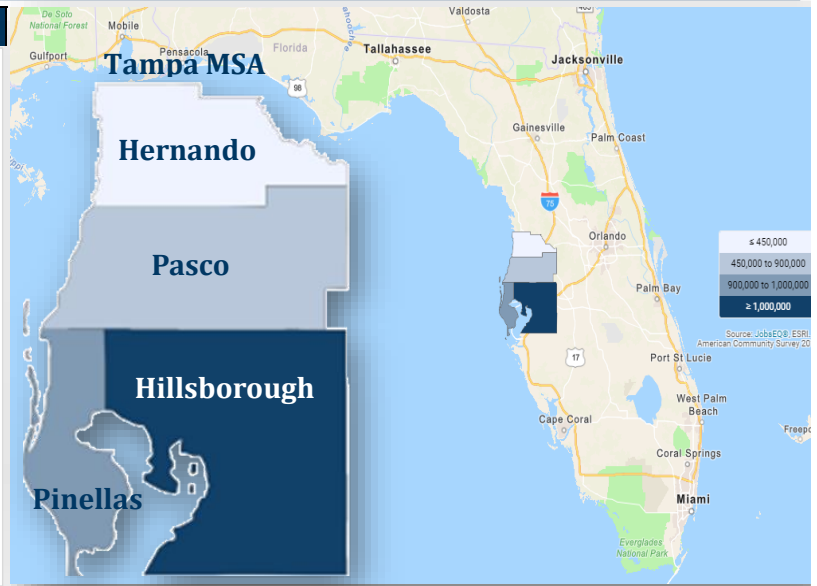 De Soto
National Forest
Mobile
Gulfport
Pensacola
Florida
Tallahassee
Valdosta
Jacksonville
98
Tampa MSA
Hernando
Pasco
Hillsborough
Pinellas
Gainesville
Palm Coast
75
Orlando
Palm Bay
17
Port St Lucie
West Palm
Beach
Cape Coral
Coral Springs
Miami
Everglades
National Park
≤ 450,000
450,000 to 900,000
900,000 to 1,000,000
≥ 1,000,000
Source: JobsEQ®, ESRI,
American Community Survey 20